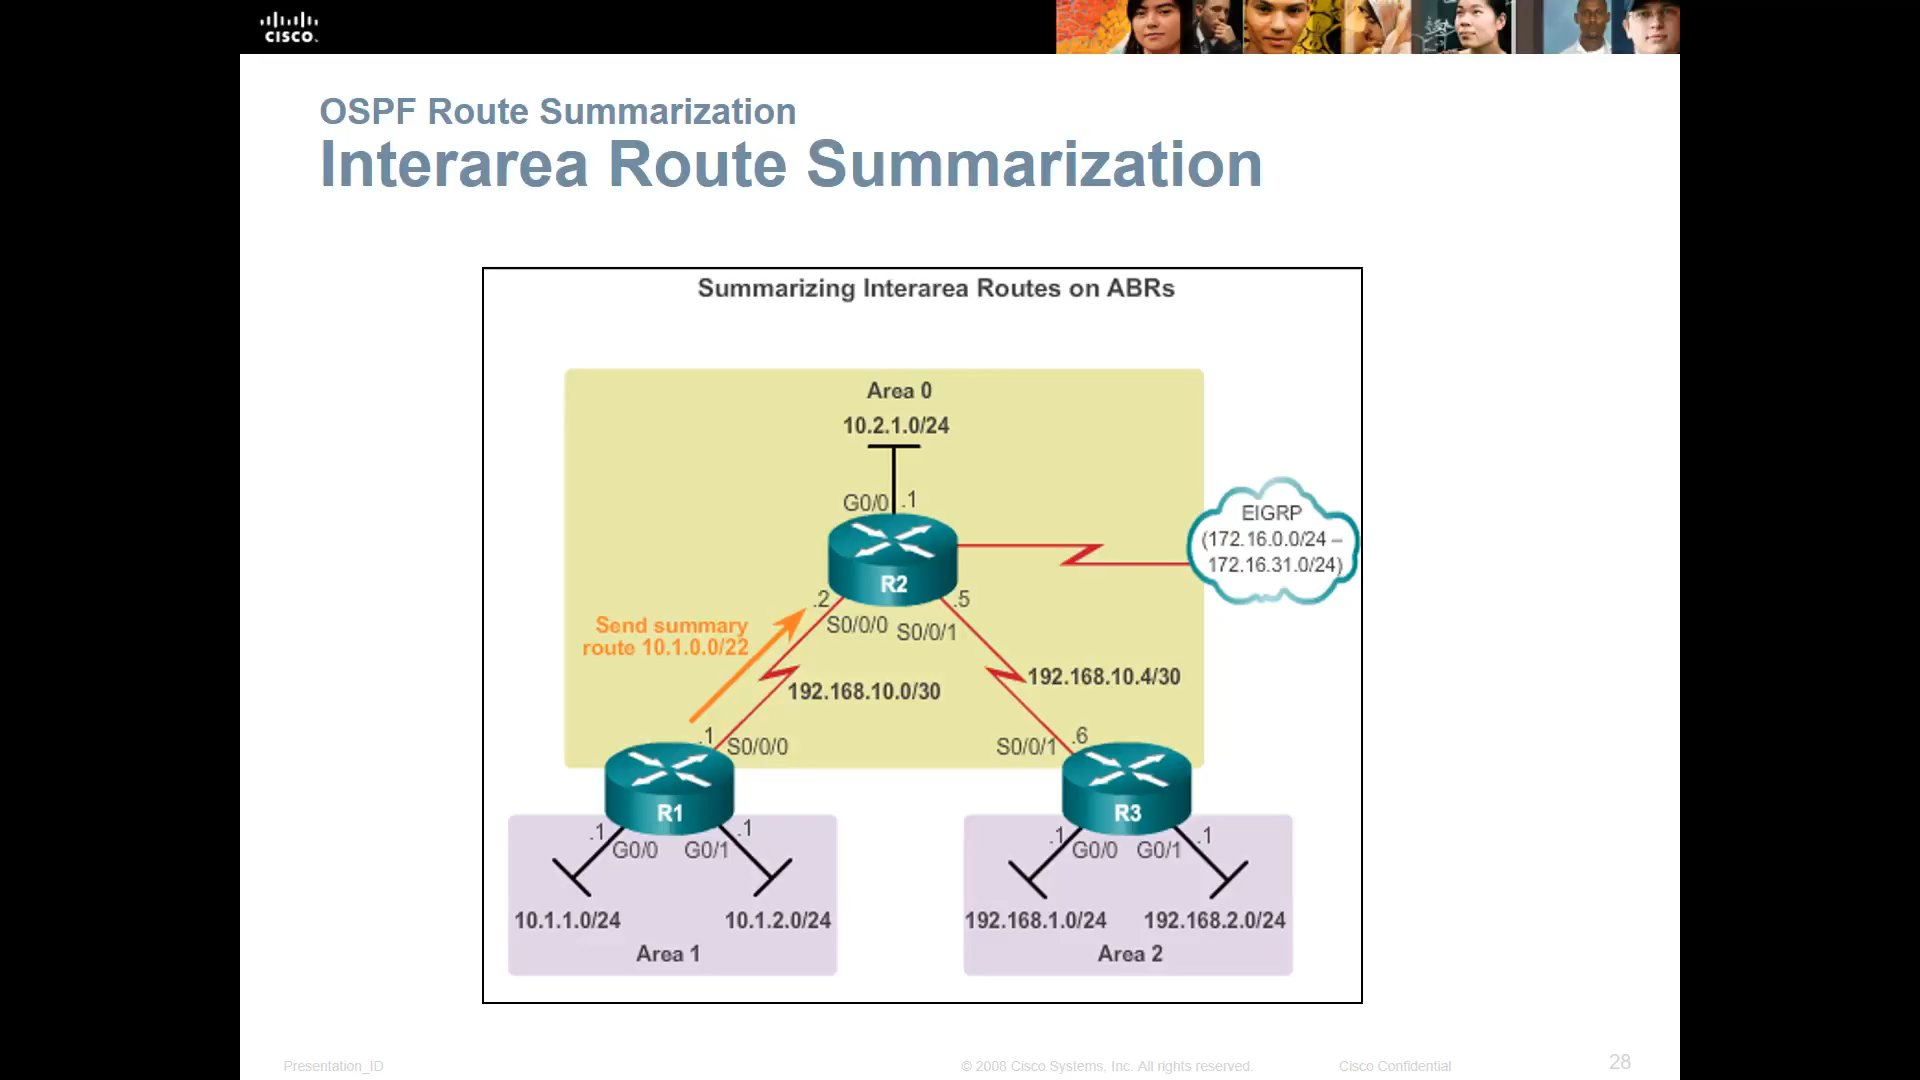 CISCO.
OSPF Route Summarization
Interarea Route Summarization
Summarizing Interarea Routes on ABRs
Area 0
10.2.1.0/24
G0/0 .1
R2
EIGRP
(172.16.0.0/24 –
172.16.31.0/24)
.2 .5
S0/0/0 S0/0/1
Send summary
route 10.1.0.0/22
192.168.10.0/30
192.168.10.4/30
.1 S0/0/0
S0/0/1 .6
R1
R3
.1 .1
G0/0 G0/1
.1 .1
G0/0 G0/1
10.1.1.0/24 10.1.2.0/24
Area 1
192.168.1.0/24 192.168.2.0/24
Area 2
Presentation_ID
© 2008 Cisco Systems, Inc. All rights reserved.
Cisco Confidential
28